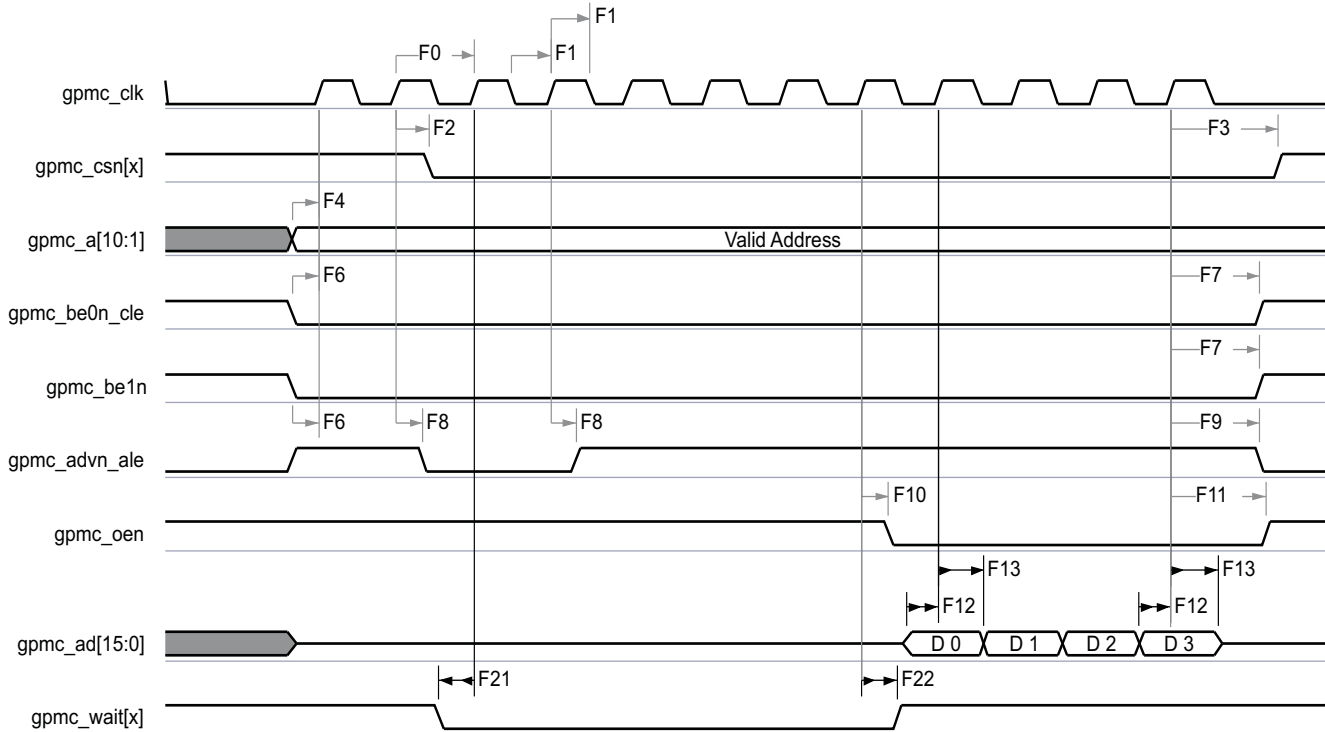 F1
F0 F1
gpmc_clk
F2 F3
gpmc_csn[x]
F4
gpmc_a[10:1] Valid Address
F6 F7
gpmc_be0n_cle
F7
gpmc_be1n
F6 F8 F8 F9
gpmc_advn_ale
F10 F11
gpmc_oen
F13 F13
F12 F12
gpmc_ad[15:0] D 0 D 1 D 2 D 3
F21 F22
gpmc_wait[x]